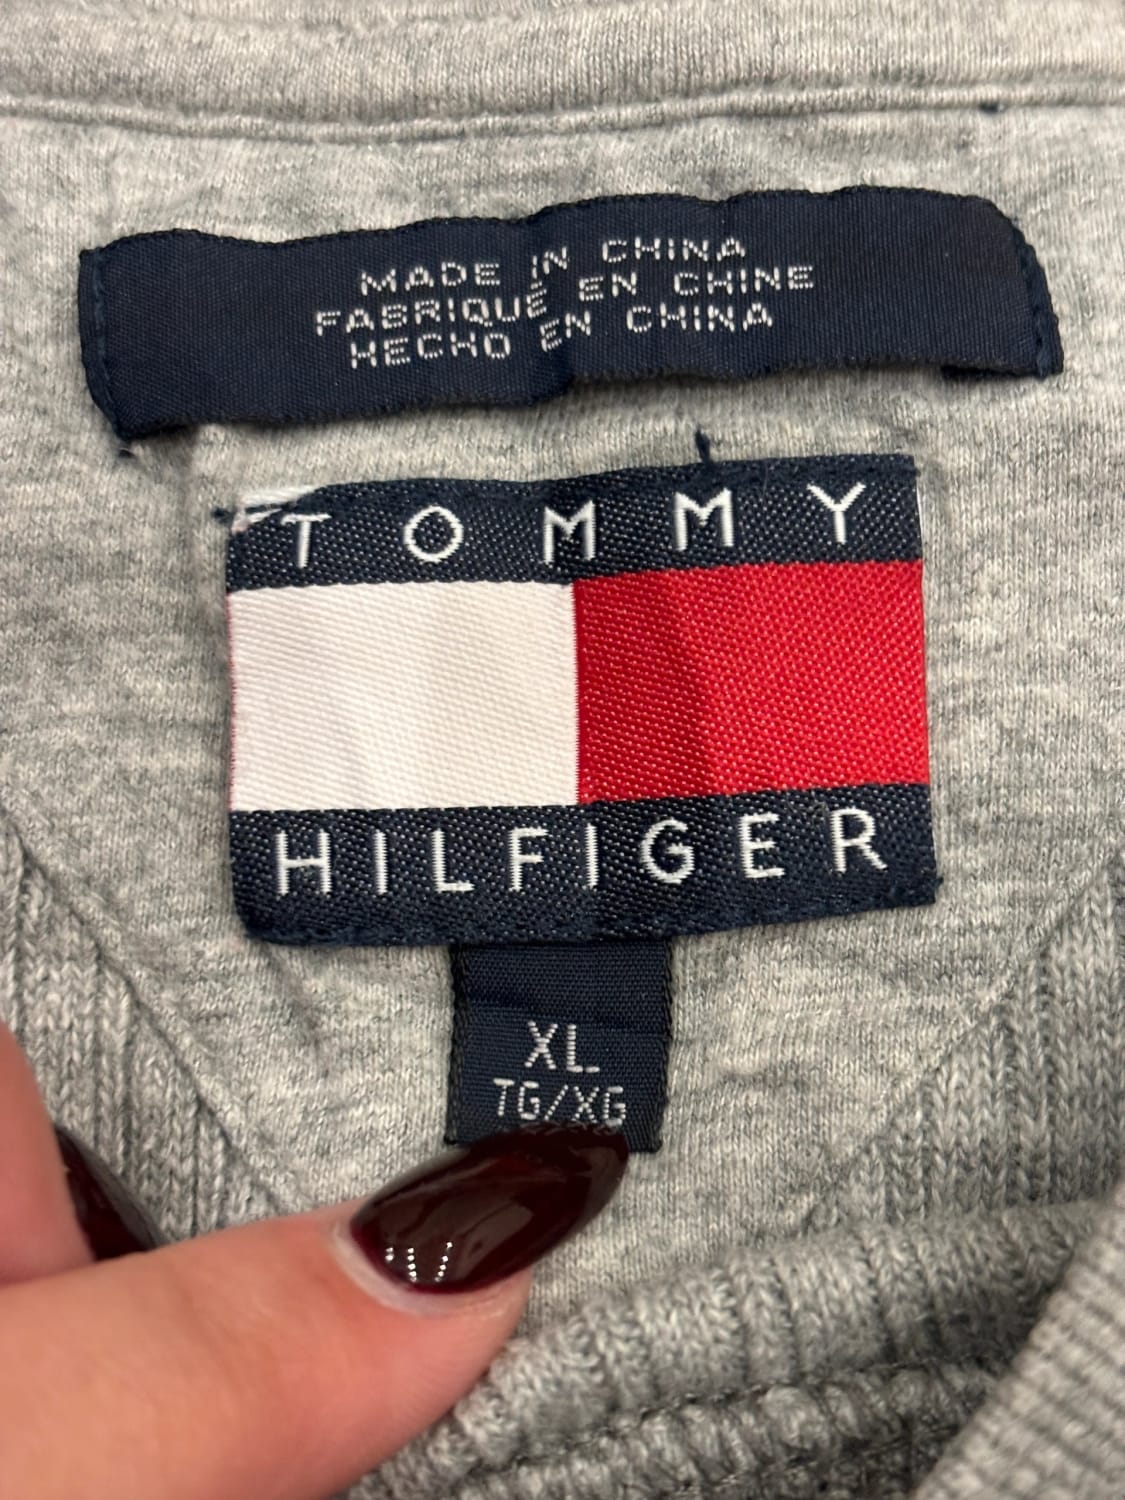 MADE IN CHINA
FABRIQUÉ EN CHINE
HECHO EN CHINA
TOMMY
HILFIGER
XL
TG/XG